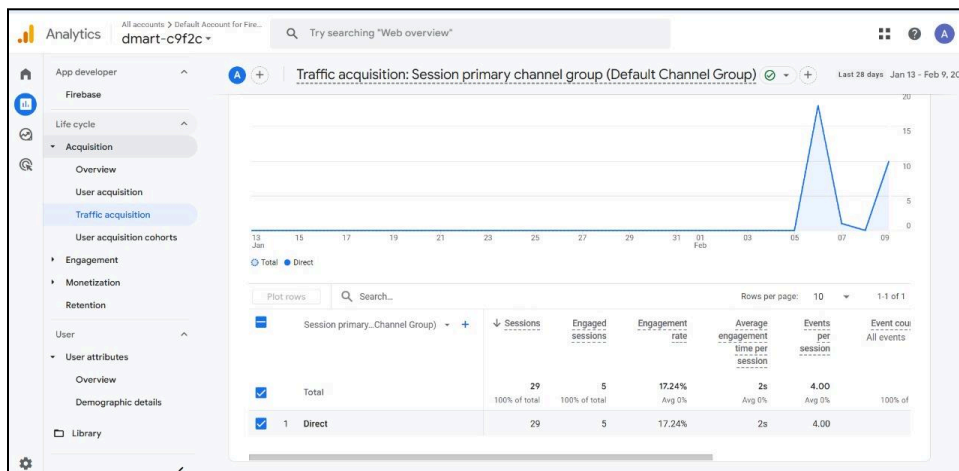 Analytics
All accounts > Default Account for Fire...
dmart-c9f2c
Try searching "Web overview"
A
App developer
Firebase
Life cycle
Acquisition
Overview
User acquisition
Traffic acquisition
User acquisition cohorts
Engagement
Monetization
Retention
User
User attributes
Overview
Demographic details
Library
A
Traffic acquisition: Session primary channel group (Default Channel Group)
Last 28 days Jan 13 - Feb 9, 20
20
15
10
5
0
13 15 17 19 21 23 25 27 29 31 01 03 05 07 09
Jan Feb
Total Direct
Plot rows Search... Rows per page: 10 1-1 of 1
Session primary...Channel Group) + ↓ Sessions Engaged sessions Engagement rate Average engagement time per session Events per session Event cou
All events
Total 29 5 17.24% 2s 4.00
100% of total 100% of total Avg 0% Avg 0% Avg 0% 100% of
1 Direct 29 5 17.24% 2s 4.00